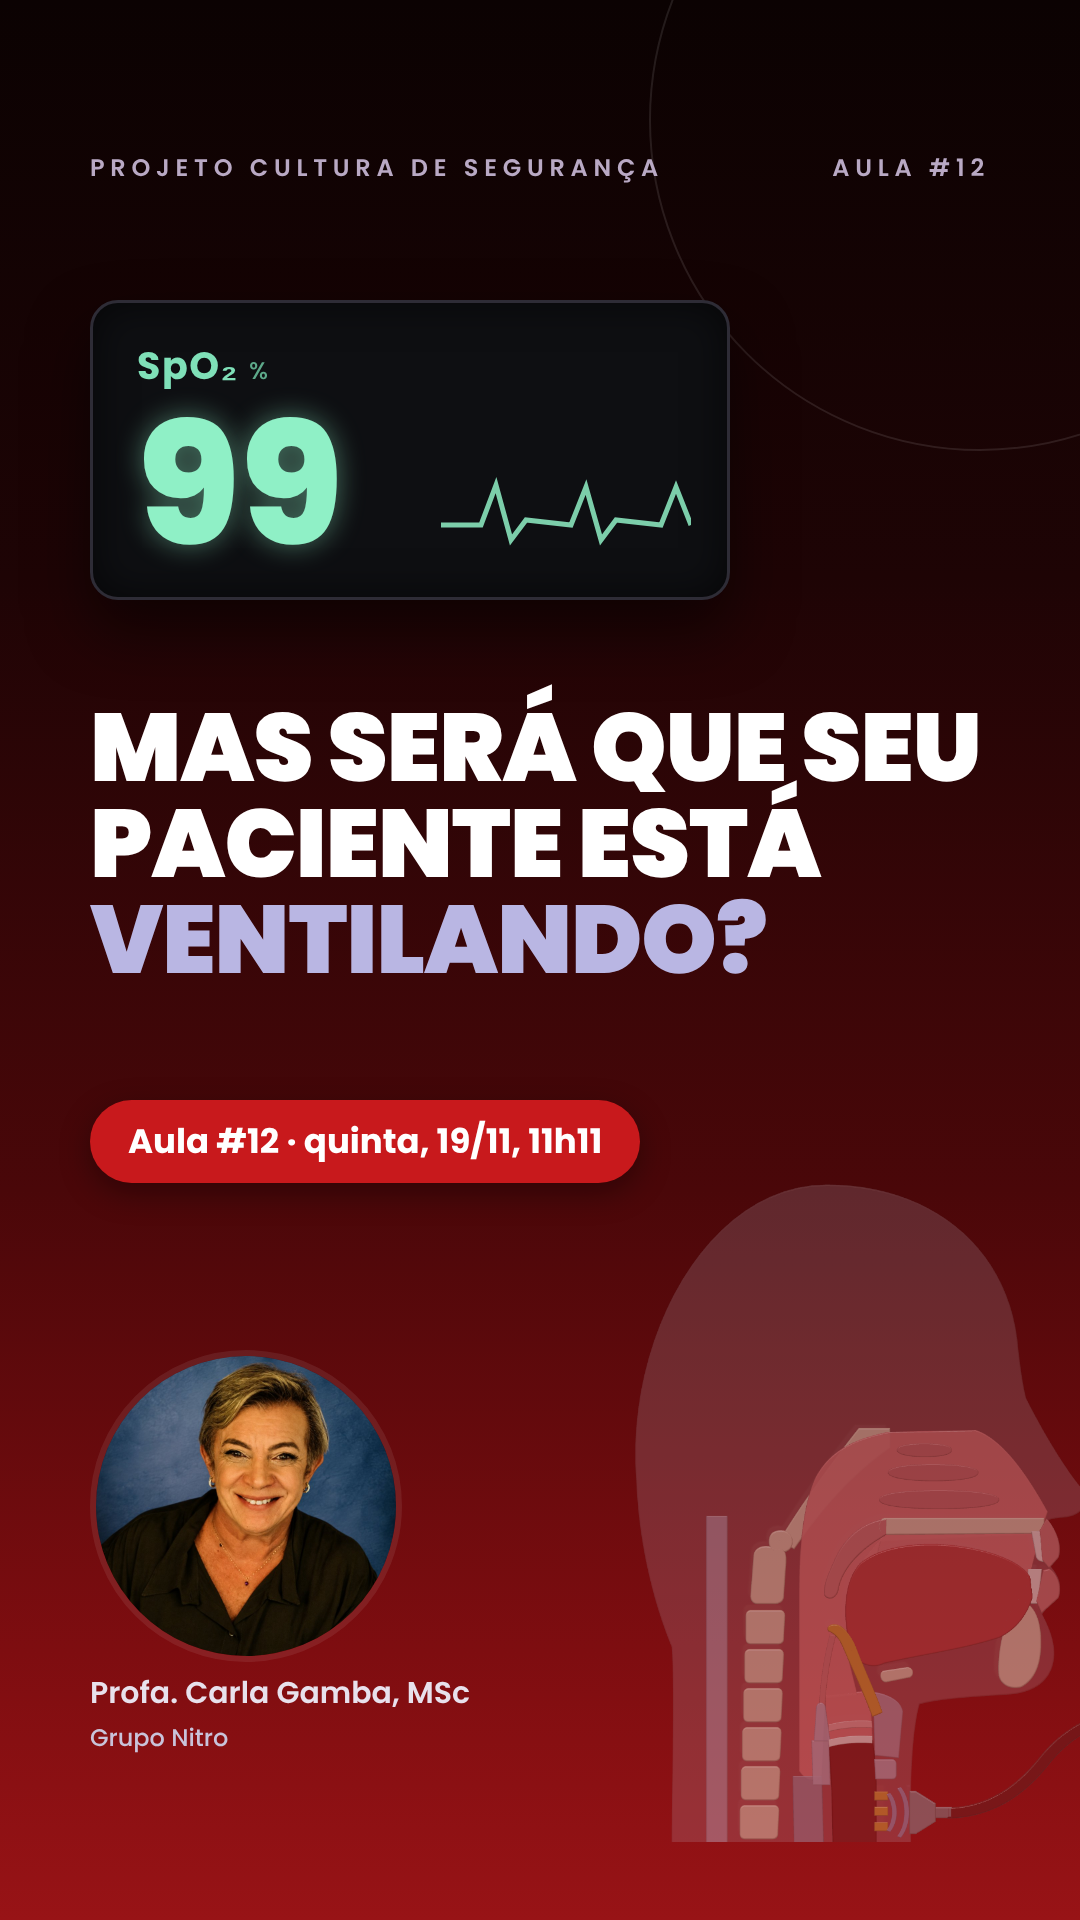 PROJETO CULTURA DE SEGURANÇA
AULA #12
SpO₂ %
99
MAS SERÁ QUE SEU
PACIENTE ESTÁ
VENTILANDO?
Aula #12 · quinta, 19/11, 11h11
Profa. Carla Gamba, MSc
Grupo Nitro